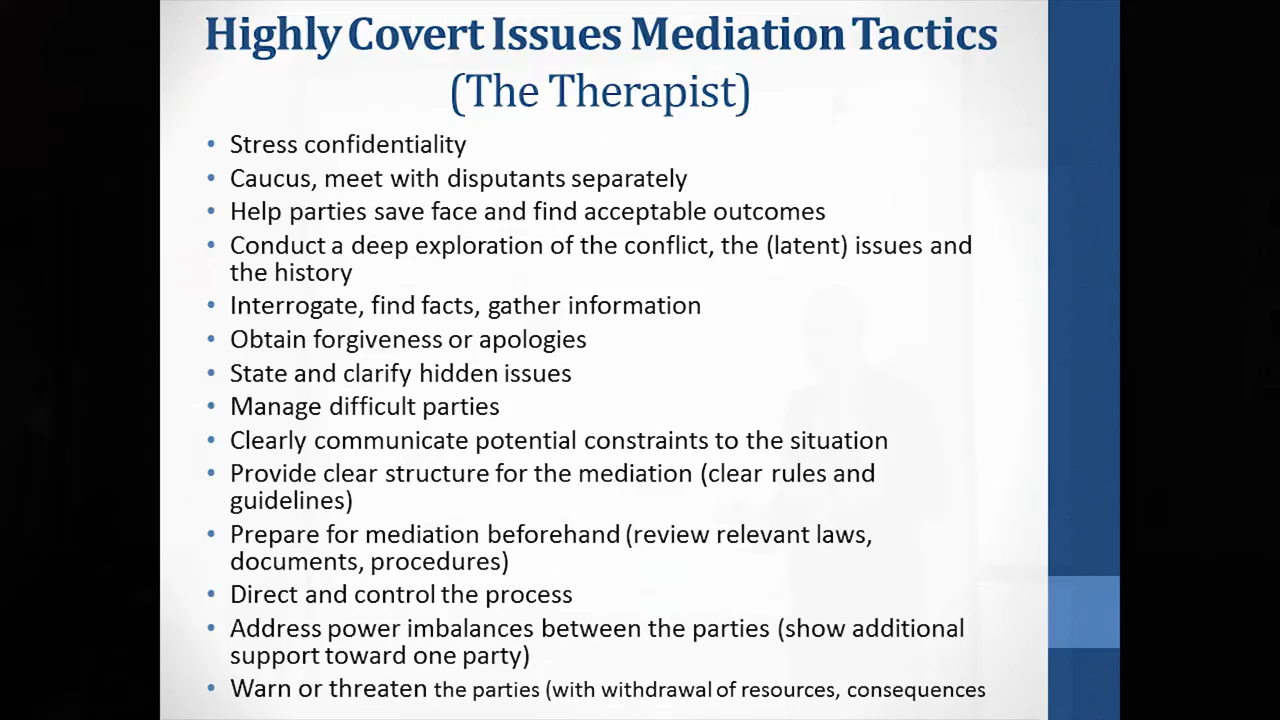 Highly Covert Issues Mediation Tactics
(The Therapist)
• Stress confidentiality
• Caucus, meet with disputants separately
• Help parties save face and find acceptable outcomes
• Conduct a deep exploration of the conflict, the (latent) issues and
the history
• Interrogate, find facts, gather information
• Obtain forgiveness or apologies
• State and clarify hidden issues
• Manage difficult parties
• Clearly communicate potential constraints to the situation
• Provide clear structure for the mediation (clear rules and
guidelines)
• Prepare for mediation beforehand (review relevant laws,
documents, procedures)
• Direct and control the process
• Address power imbalances between the parties (show additional
support toward one party)
• Warn or threaten the parties (with withdrawal of resources, consequences